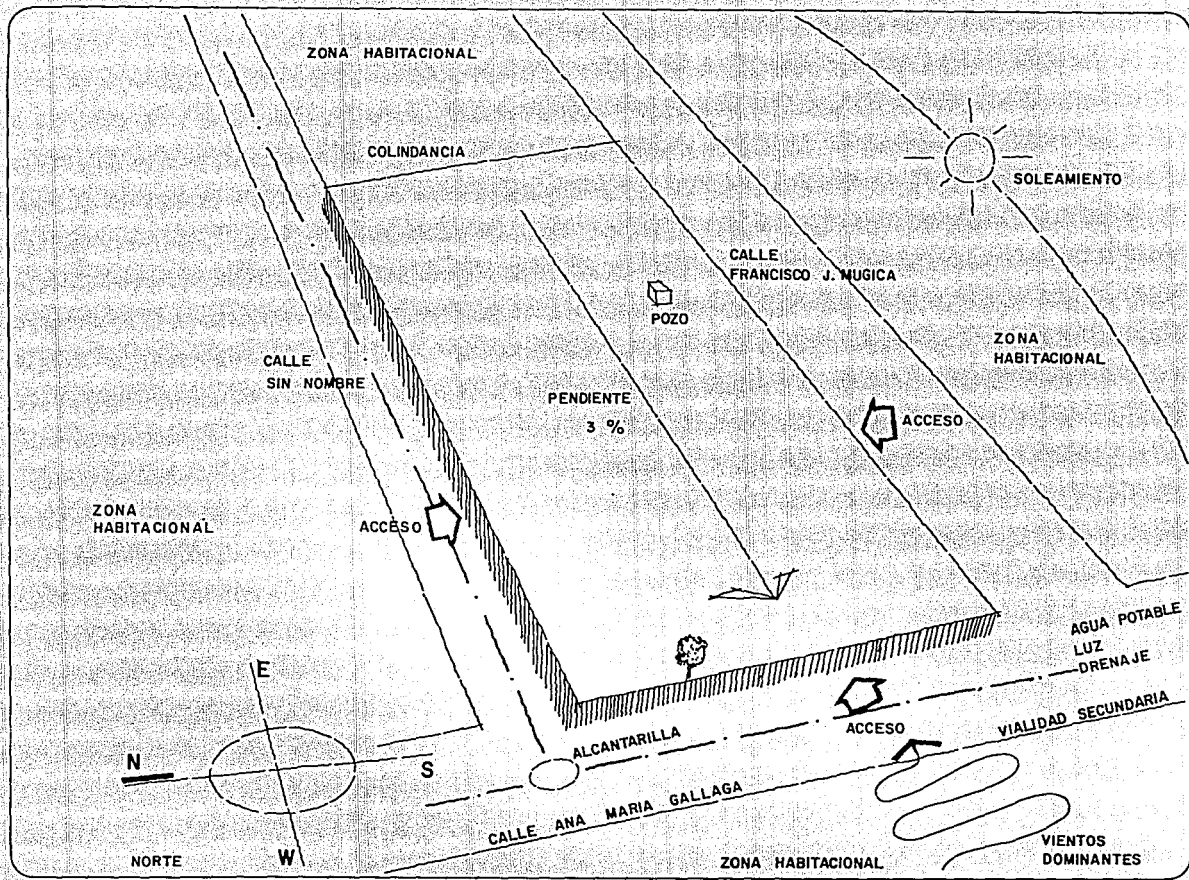 ZONA HABITACIONAL
COLINDANCIA
SOLEAMIENTO
CALLE
FRANCISCO J. MUGICA
POZO
CALLE
SIN NOMBRE
ZONA
HABITACIONAL
PENDIENTE
3 %
ACCESO
ZONA
HABITACIONAL
ACCESO
AGUA POTABLE
LUZ
DRENAJE
E
ALCANTARILLA
ACCESO
VIALIDAD SECUNDARIA
N
S
CALLE ANA MARIA GALLAGA
NORTE
W
ZONA HABITACIONAL
VIENTOS
DOMINANTES